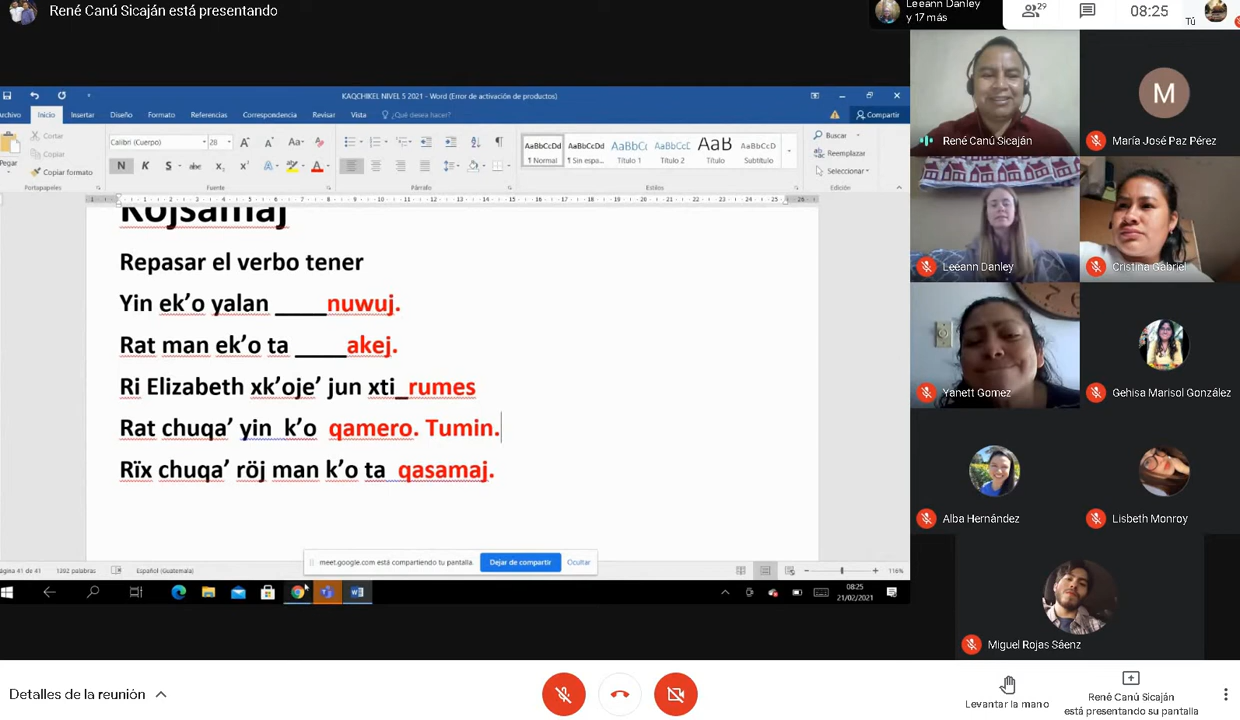 René Canú Sicaján está presentando
Leeann Danley
y 17 más
29
08:25
Tú
KAQCHIKEL NIVEL 5 2021 - Word (Error de activación de productos)
Archivo Inicio Insertar Diseño Formato Referencias Correspondencia Revisar Vista ¿Qué desea hacer? Compartir
Cortar
Copiar
Copiar formato
Pegar
Portapapeles
Calibri (Cuerpo) 28
Fuente
Párrafo
AaBbCcDd AaBbCcDd AaBbCc AaBbCcC AaB AaBbCcD
¶ Normal ¶ Sin espa... Título 1 Título 2 Título Subtítulo
Estilos
Buscar
Reemplazar
Seleccionar
Edición
Rojsamaj
Repasar el verbo tener
Yin ek’o yalan ____nuwuj.
Rat man ek’o ta ____akej.
Ri Elizabeth xk’oje’ jun xti_rumes
Rat chuqa’ yin k’o qamero. Tumin.
Rïx chuqa’ röj man k’o ta qasamaj.
meet.google.com está compartiendo tu pantalla. Dejar de compartir Ocultar
Página 41 de 41 1392 palabras Español (Guatemala) 116%
08:25
21/02/2021
René Canú Sicaján
M
María José Paz Pérez
Leeann Danley
Cristina Gabriel
Yanett Gomez
Gehisa Marisol González
Alba Hernández
Lisbeth Monroy
Miguel Rojas Sáenz
Detalles de la reunión
Levantar la mano
René Canú Sicaján
está presentando su pantalla